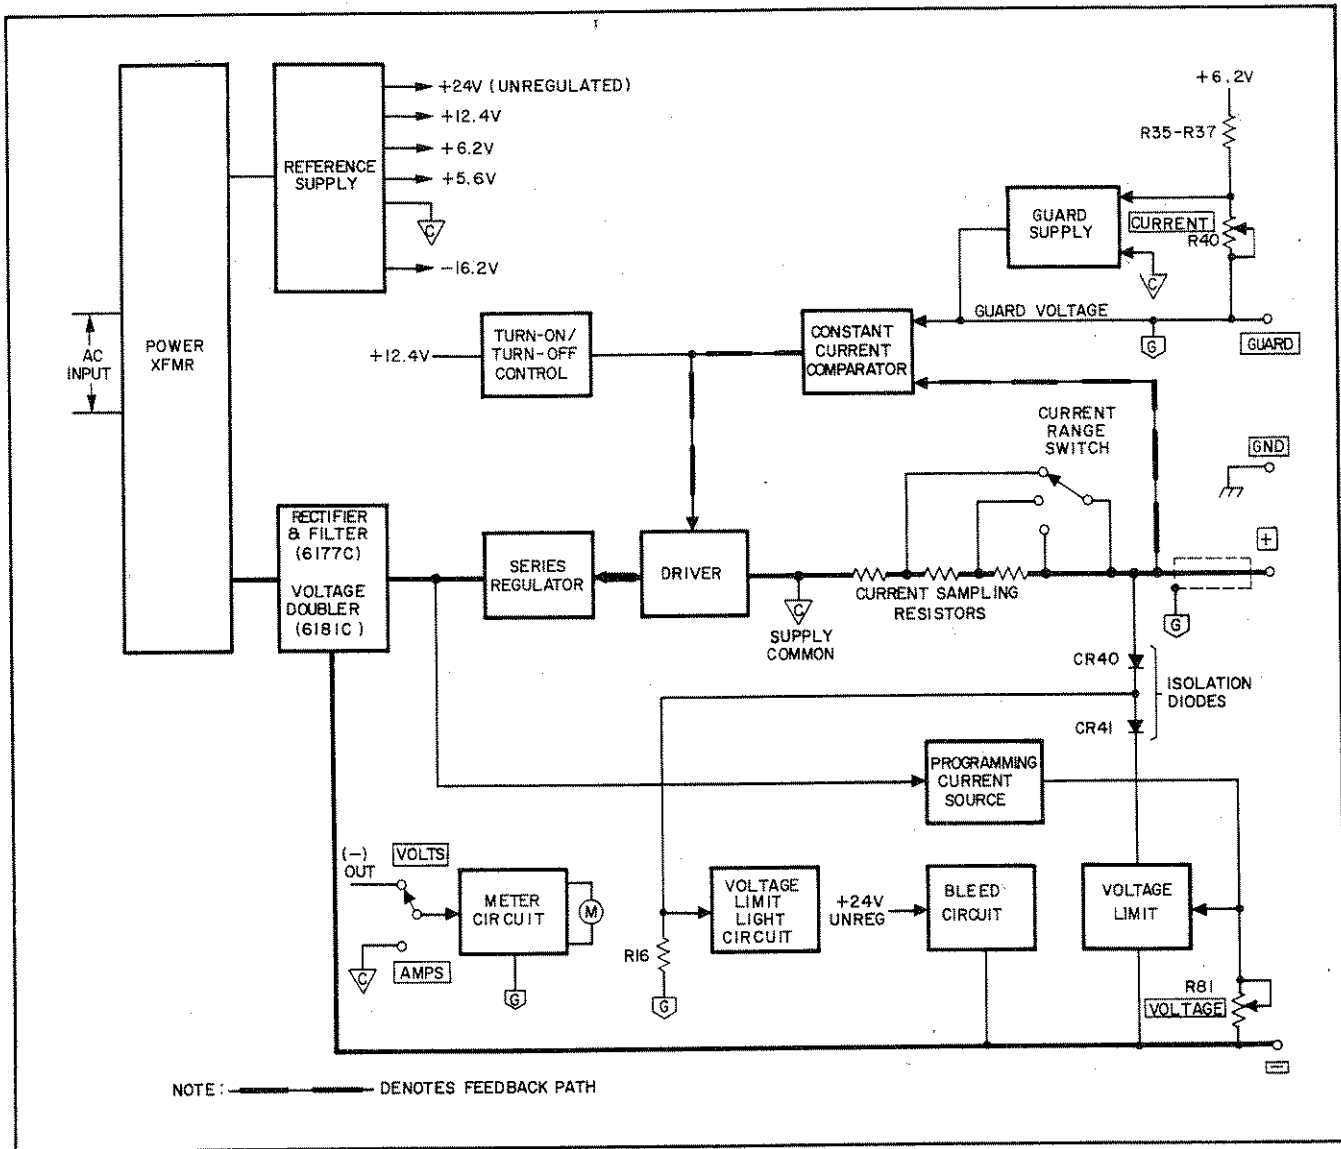 +24V (UNREGULATED)
+12.4V
+6.2V
+5.6V
C
-16.2V
REFERENCE
SUPPLY
POWER
XFMR
AC
INPUT
+6.2V
R35-R37
GUARD
SUPPLY
CURRENT
R40
C
GUARD VOLTAGE
G
GUARD
+12.4V
TURN-ON/
TURN-OFF
CONTROL
CONSTANT
CURRENT
COMPARATOR
CURRENT
RANGE
SWITCH
GND
RECTIFIER
& FILTER
(6177C)
VOLTAGE
DOUBLER
(6181C)
SERIES
REGULATOR
DRIVER
C
SUPPLY
COMMON
CURRENT SAMPLING
RESISTORS
+
G
CR40
CR41
ISOLATION
DIODES
PROGRAMMING
CURRENT
SOURCE
(-)
OUT
VOLTS
METER
CIRCUIT
M
C
AMPS
G
R16
G
VOLTAGE
LIMIT
LIGHT
CIRCUIT
+24V
UNREG
BLEED
CIRCUIT
VOLTAGE
LIMIT
R81
VOLTAGE
-
NOTE: DENOTES FEEDBACK PATH